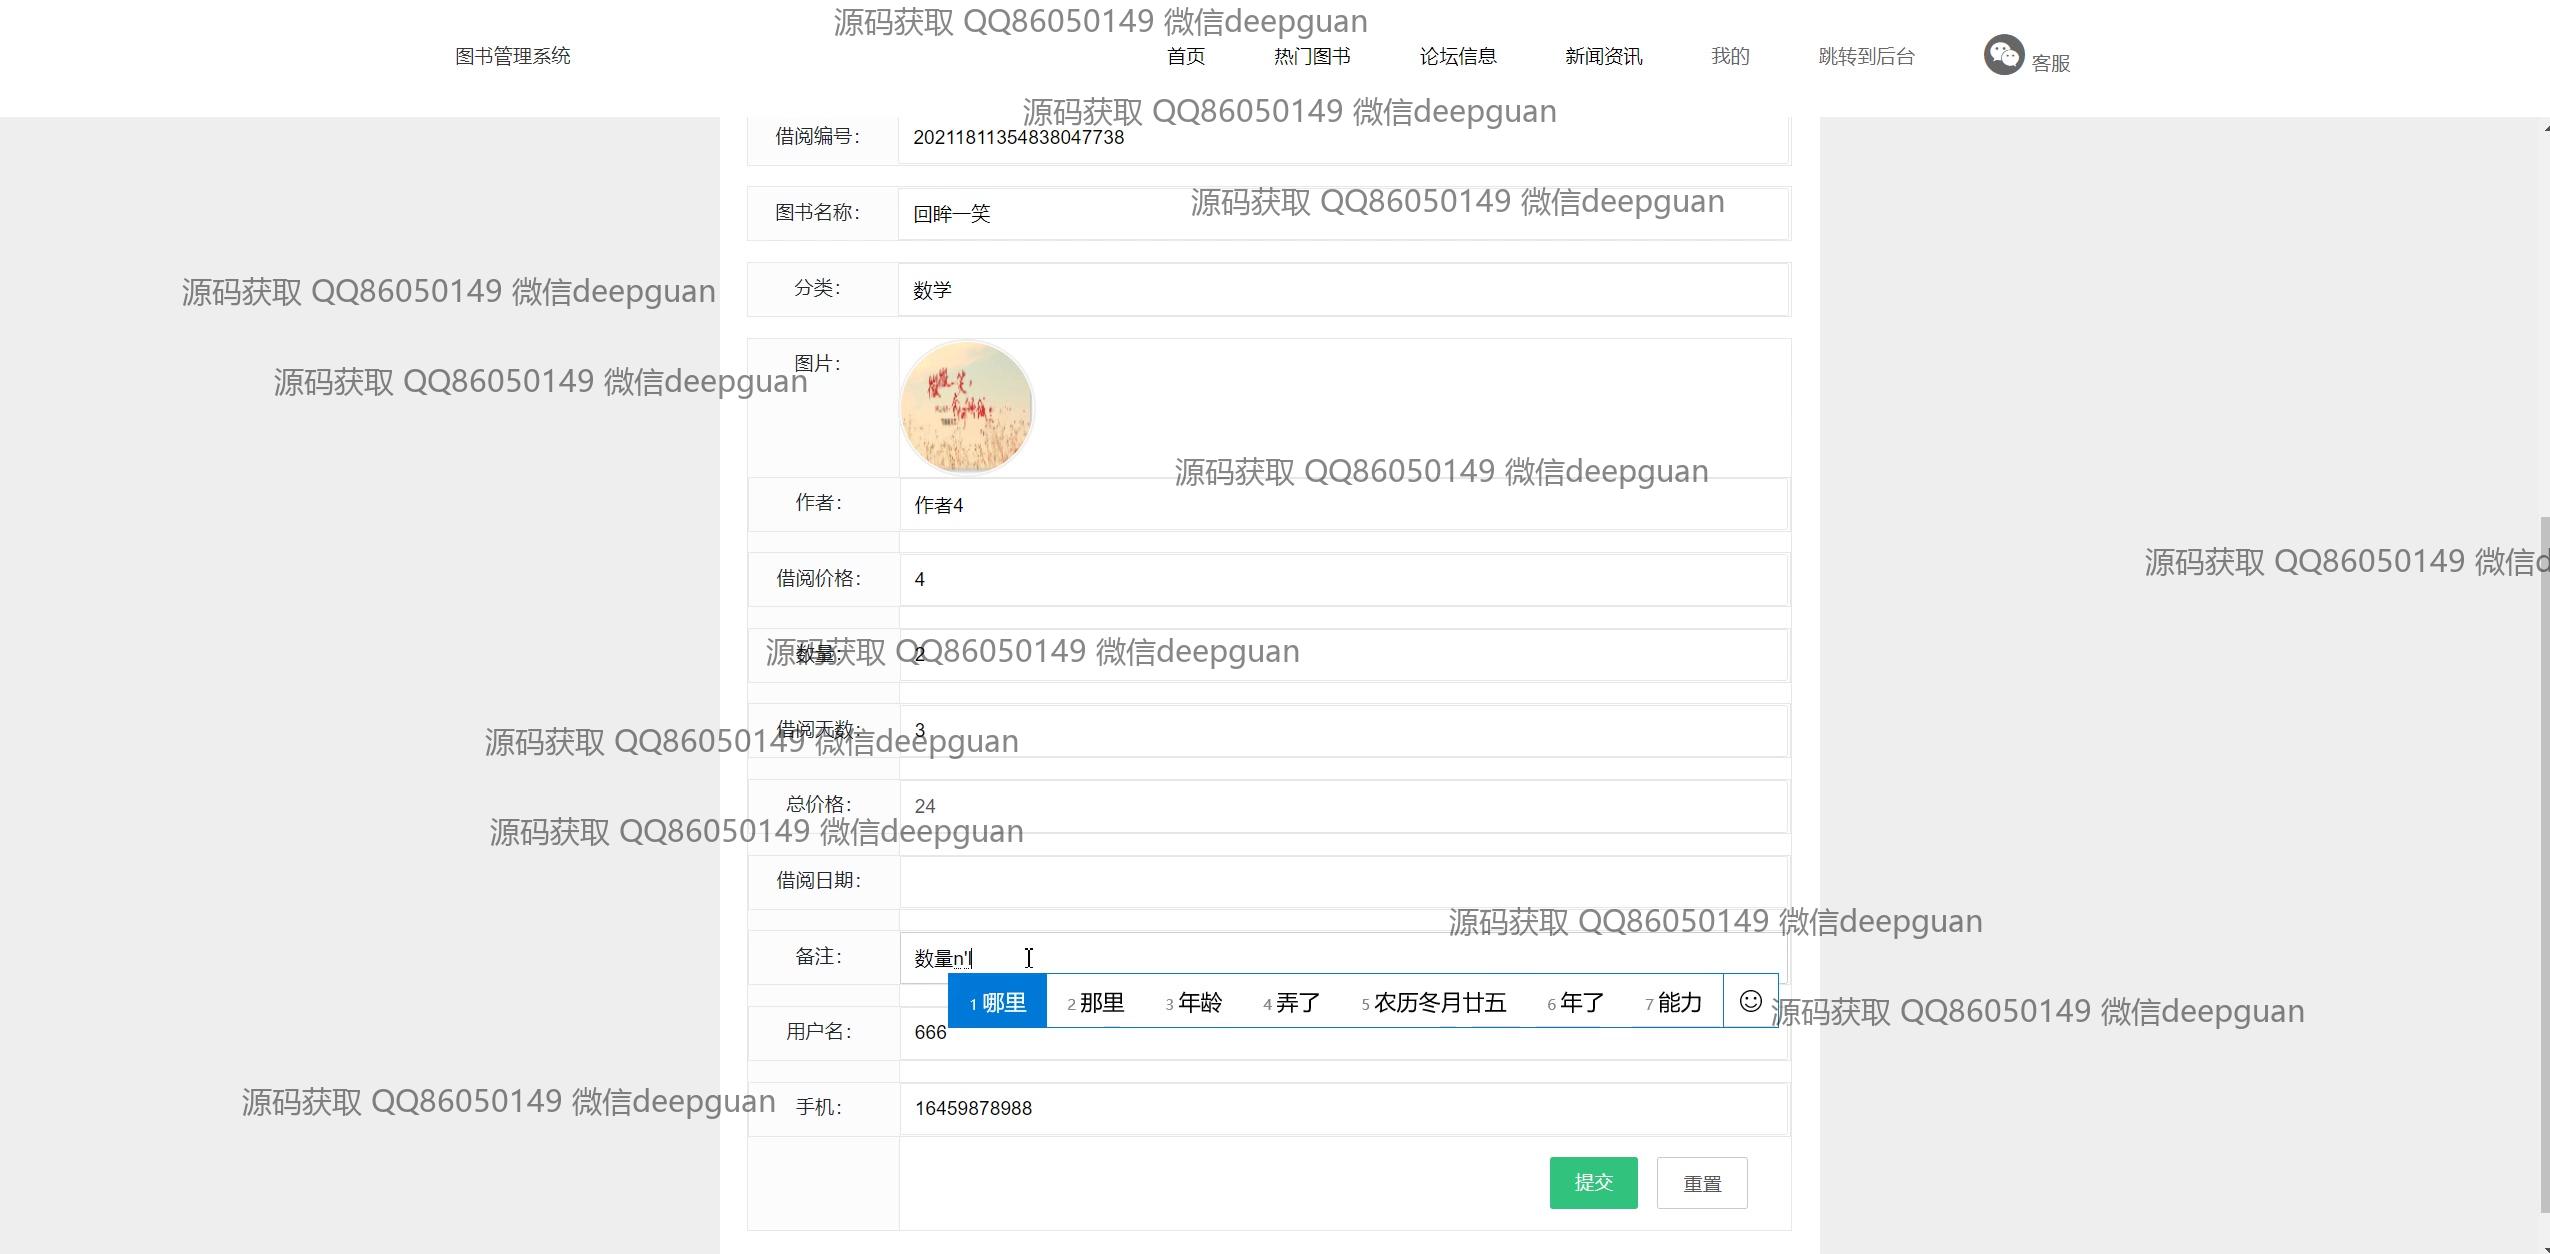 源码获取 QQ86050149 微信deepguan
图书管理系统 首页 热门图书 论坛信息 新闻资讯 我的 跳转到后台 客服
源码获取 QQ86050149 微信deepguan
借阅编号： 20211811354838047738
源码获取 QQ86050149 微信deepguan
图书名称： 回眸一笑
分类： 数学
源码获取 QQ86050149 微信deepguan
图片：
源码获取 QQ86050149 微信deepguan
源码获取 QQ86050149 微信deepguan
作者： 作者4
源码获取 QQ86050149 微信d
借阅价格： 4
源码获取 QQ86050149 微信deepguan
数量： 2
借阅天数： 3
源码获取 QQ86050149 微信deepguan
总价格： 24
源码获取 QQ86050149 微信deepguan
借阅日期：
源码获取 QQ86050149 微信deepguan
备注： 数量n'l
1 哪里 2 那里 3 年龄 4 弄了 5 农历冬月廿五 6 年了 7 能力
源码获取 QQ86050149 微信deepguan
用户名： 666
源码获取 QQ86050149 微信deepguan
手机： 16459878988
提交 重置